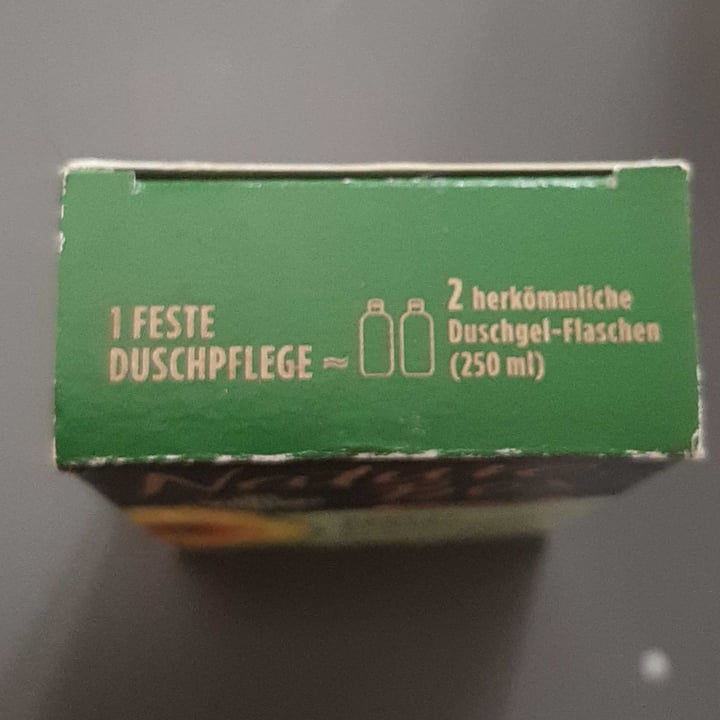 1 FESTE
DUSCHPFLEGE ≈
2 herkömmliche
Duschgel-Flaschen
(250 ml)